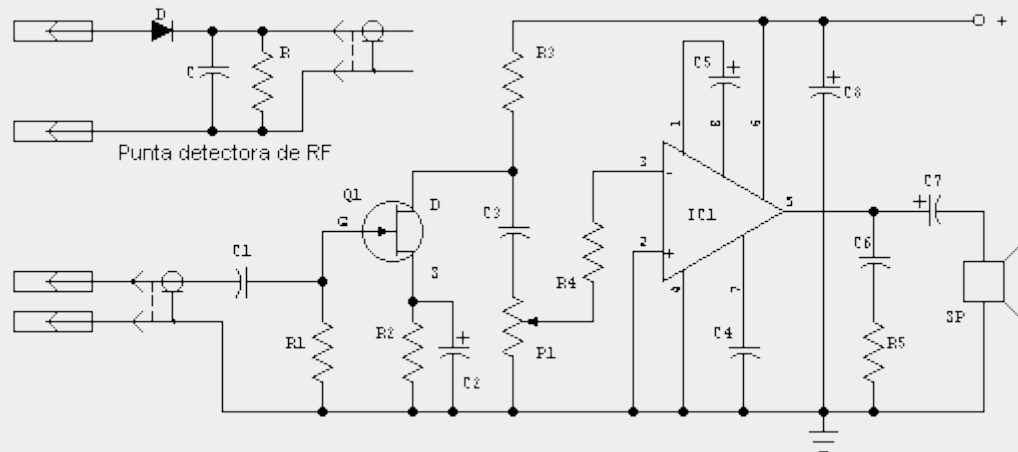 D
C
R
Punta detectora de RF
R3
C5
+
+
+
C8
1
8
6
Q1
D
G
S
C3
3
-
IC1
5
+
C7
2
+
4
7
C1
R4
C6
R1
R2
+
C2
P1
C4
R5
SP